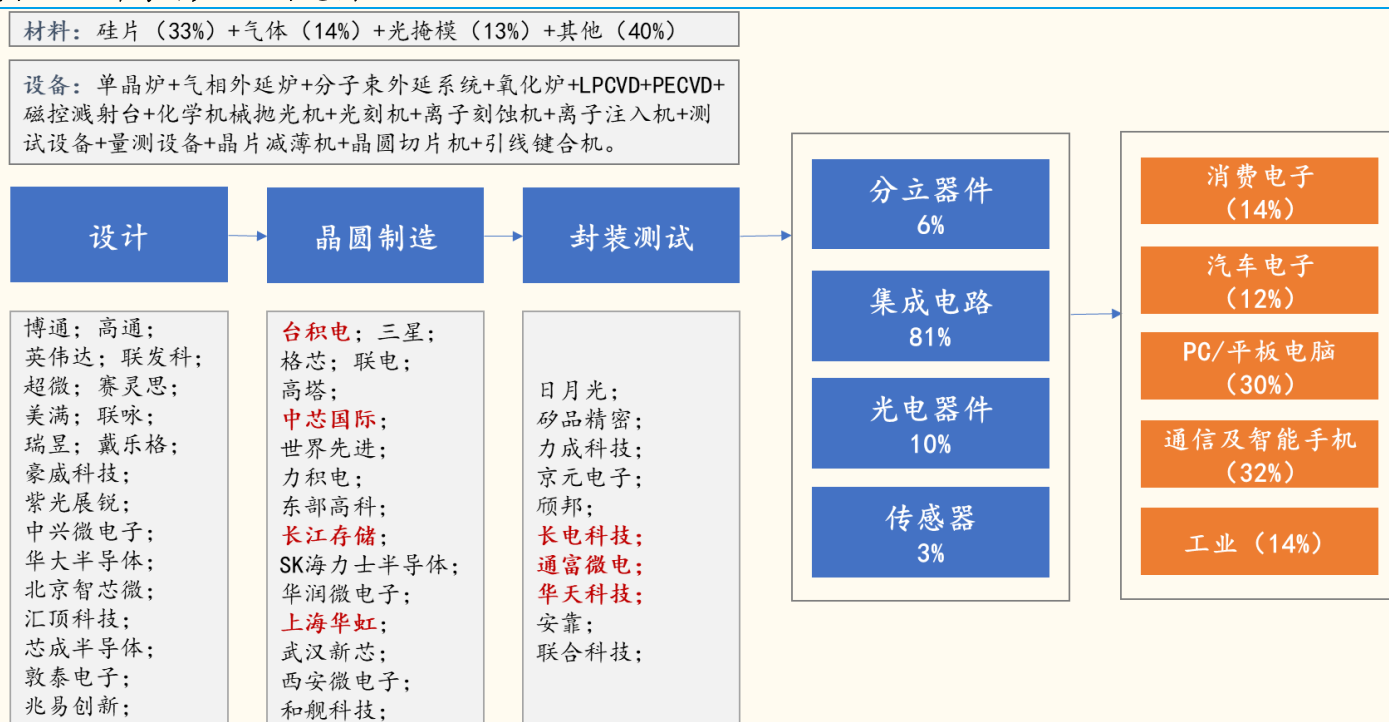 材料：硅片（33%）+气体（14%）+光掩模（13%）+其他（40%）
设备：单晶炉+气相外延炉+分子束外延系统+氧化炉+LPCVD+PECVD+
磁控溅射台+化学机械抛光机+光刻机+离子刻蚀机+离子注入机+测
试设备+量测设备+晶片减薄机+晶圆切片机+引线键合机。
设计
晶圆制造
封装测试
博通；高通；
英伟达；联发科；
超微；赛灵思；
美满；联咏；
瑞昱；戴乐格；
豪威科技；
紫光展锐；
中兴微电子；
华大半导体；
北京智芯微；
汇顶科技；
芯成半导体；
敦泰电子；
兆易创新；
台积电；三星；
格芯；联电；
高塔；
中芯国际；
世界先进；
力积电；
东部高科；
长江存储；
SK海力士半导体；
华润微电子；
上海华虹；
武汉新芯；
西安微电子；
和舰科技；
日月光；
矽品精密；
力成科技；
京元电子；
颀邦；
长电科技；
通富微电；
华天科技；
安靠；
联合科技；
分立器件
6%
集成电路
81%
光电器件
10%
传感器
3%
消费电子
（14%）
汽车电子
（12%）
PC/平板电脑
（30%）
通信及智能手机
（32%）
工业（14%）